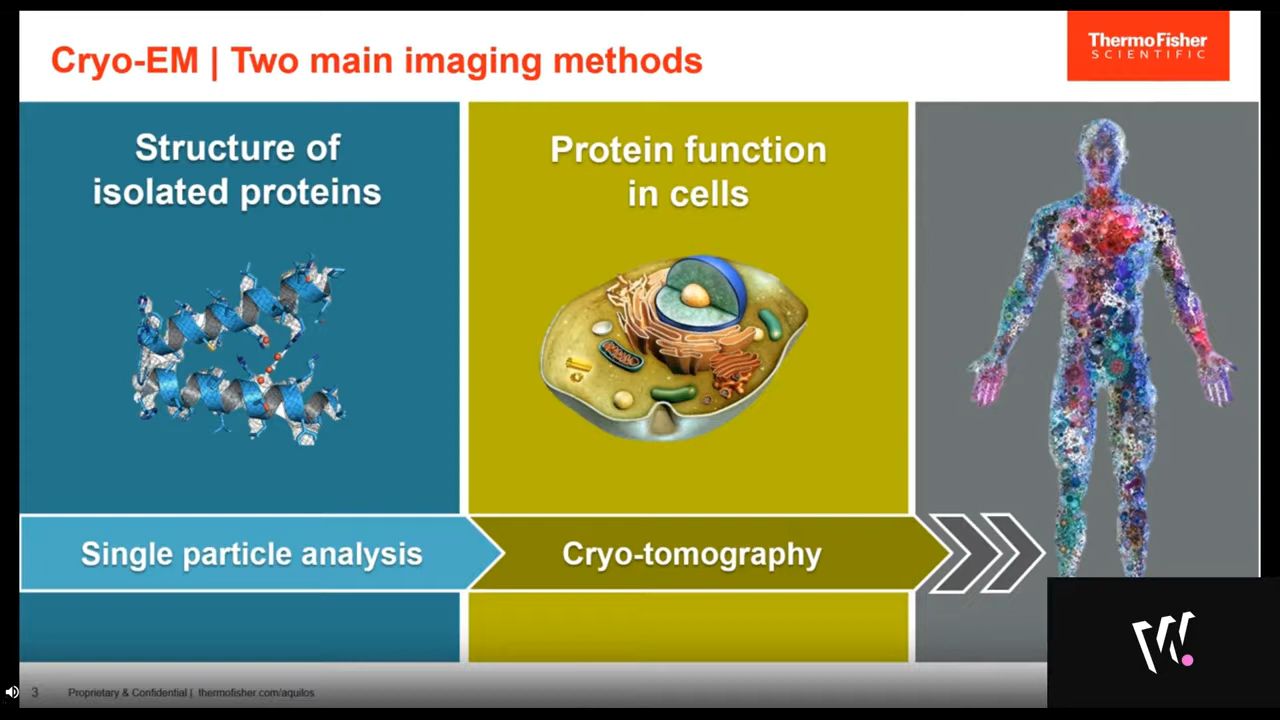 Cryo-EM | Two main imaging methods
ThermoFisher
SCIENTIFIC
Structure of
isolated proteins
Protein function
in cells
Single particle analysis
Cryo-tomography
3 Proprietary & Confidential | thermofisher.com/aquilos